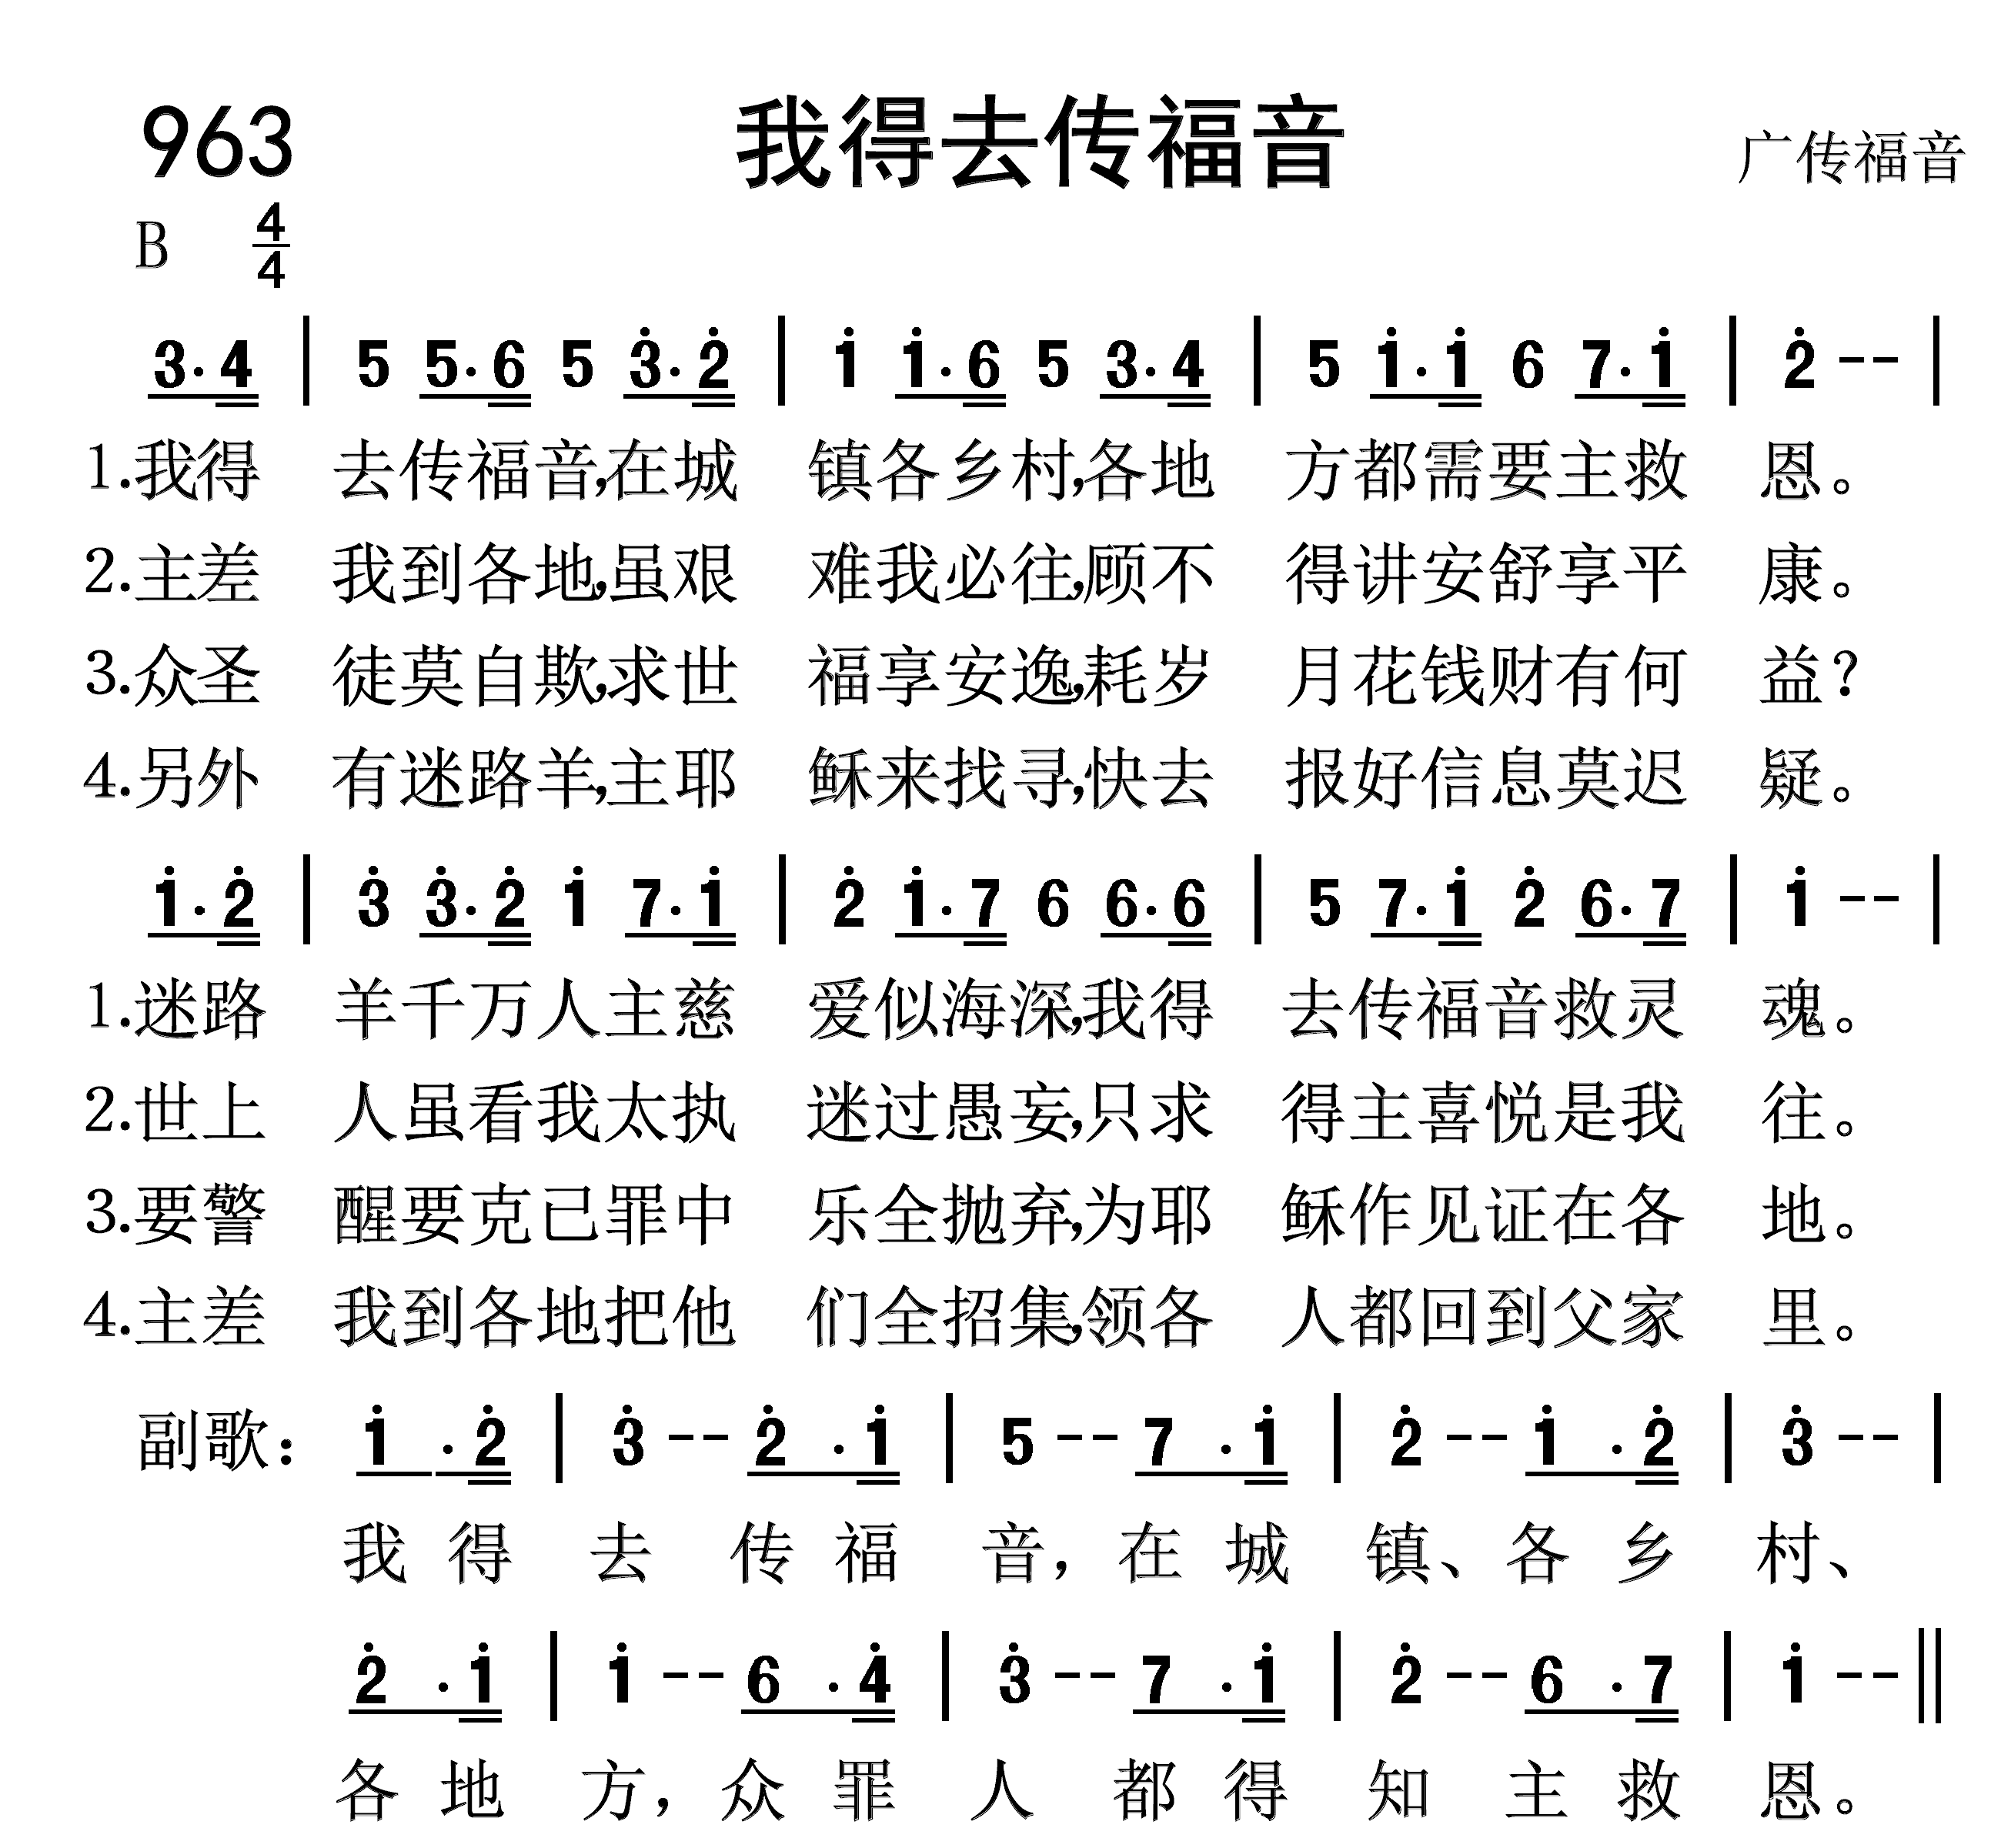 963 我得去传福音 广传福音
B 4/4
3·4 | 5 5·6 5 3̇·2̇ | 1̇ 1̇·6 5 3·4 | 5 1̇·1̇ 6 7·1̇ | 2̇ -- |
1.我得 去传福音,在城 镇各乡村,各地 方都需要主救 恩。
2.主差 我到各地,虽艰 难我必往,顾不 得讲安舒享平 康。
3.众圣 徒莫自欺,求世 福享安逸,耗岁 月花钱财有何 益?
4.另外 有迷路羊,主耶 稣来找寻,快去 报好信息莫迟 疑。
1̇·2̇ | 3̇ 3̇·2̇ 1̇ 7·1̇ | 2̇ 1̇·7 6 6·6 | 5 7·1̇ 2̇ 6·7 | 1̇ -- |
1.迷路 羊千万人主慈 爱似海深,我得 去传福音救灵 魂。
2.世上 人虽看我太执 迷过愚妄,只求 得主喜悦是我 往。
3.要警 醒要克己罪中 乐全抛弃,为耶 稣作见证在各 地。
4.主差 我到各地把他 们全招集,领各 人都回到父家 里。
副歌: 1̇ ·2̇ | 3̇ -- 2̇ ·1̇ | 5 -- 7 ·1̇ | 2̇ -- 1̇ ·2̇ | 3̇ -- |
我 得 去 传 福 音, 在 城 镇、各 乡 村、
2̇ ·1̇ | 1̇ -- 6 ·4̇ | 3̇ -- 7 ·1̇ | 2̇ -- 6 ·7 | 1̇ -- ||
各 地 方, 众 罪 人 都 得 知 主 救 恩。